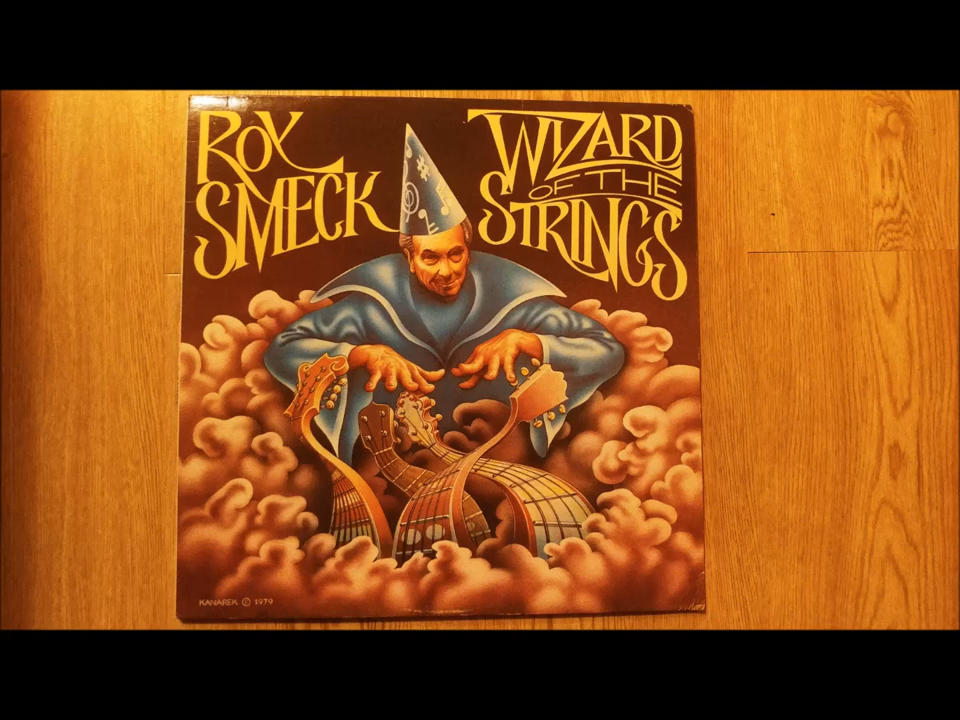 ROY
SMECK
WIZARD
OF THE
STRINGS
KANAREK © 1979